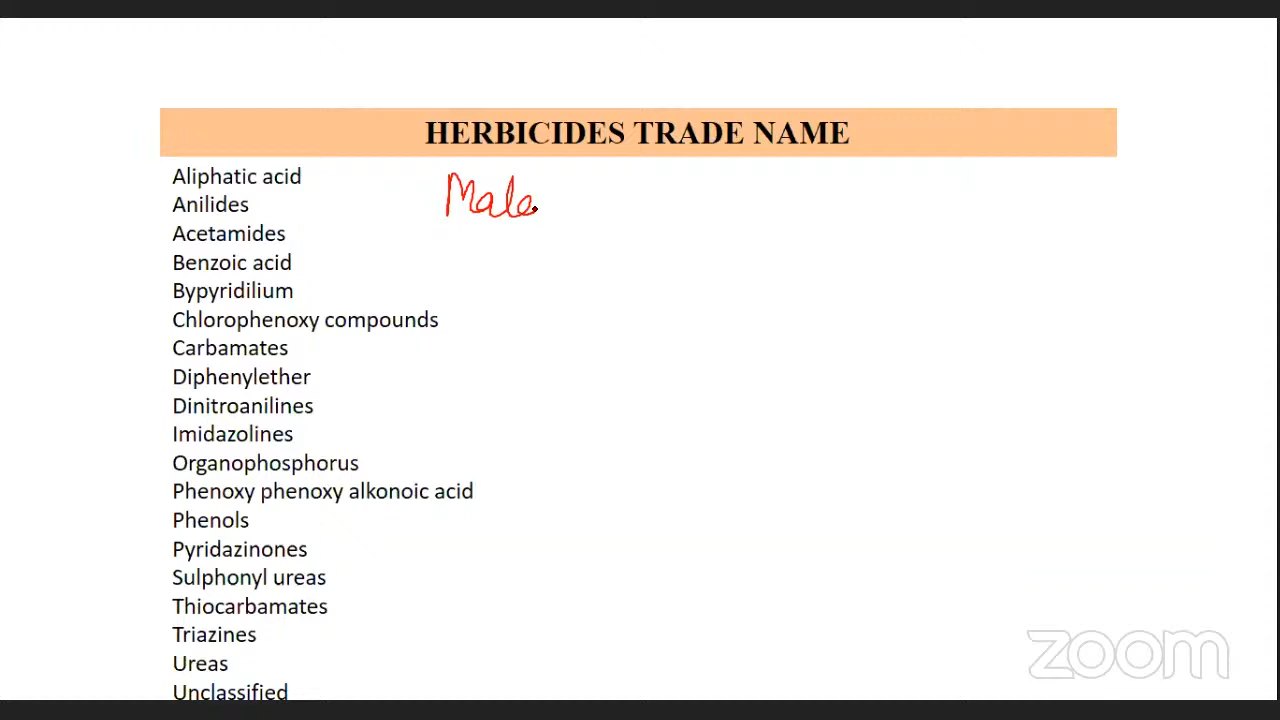 HERBICIDES TRADE NAME
Aliphatic acid
Male
Anilides
Acetamides
Benzoic acid
Bypyridilium
Chlorophenoxy compounds
Carbamates
Diphenylether
Dinitroanilines
Imidazolines
Organophosphorus
Phenoxy phenoxy alkonoic acid
Phenols
Pyridazinones
Sulphonyl ureas
Thiocarbamates
Triazines
Ureas
Unclassified
zoom